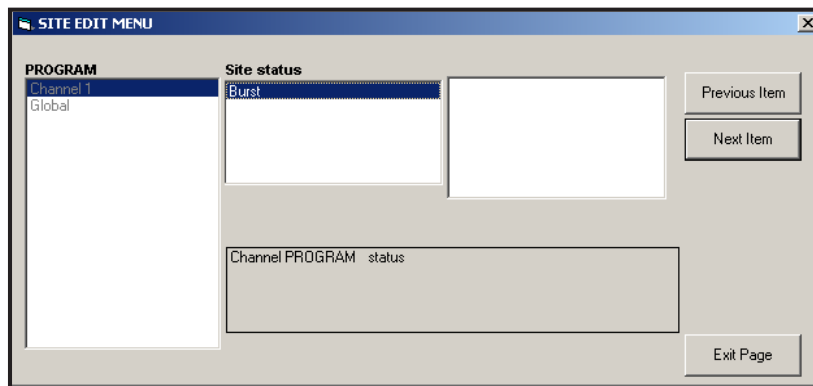 SITE EDIT MENU
PROGRAM
Channel 1
Global
Site status
Burst
Previous Item
Next Item
Channel PROGRAM status
Exit Page